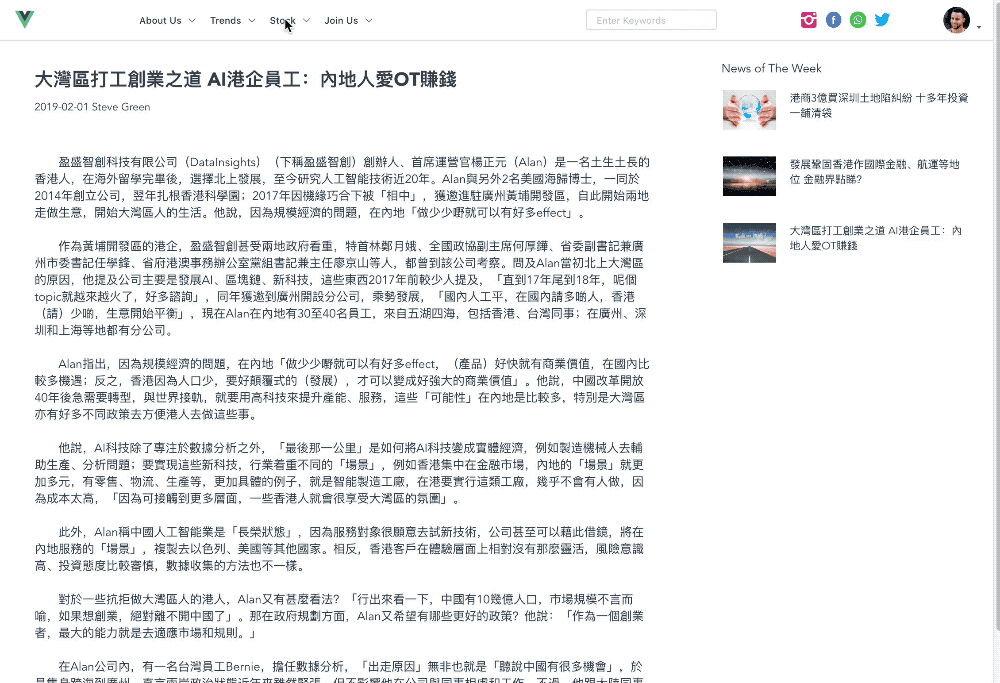 About Us Trends Stock Join Us Enter Keywords
大灣區打工創業之道 AI港企員工：內地人愛OT賺錢
2019-02-01 Steve Green
盈盛智創科技有限公司（DataInsights）（下稱盈盛智創）創辦人、首席運營官楊正元（Alan）是一名土生土長的
香港人，在海外留學完畢後，選擇北上發展，至今研究人工智能技術近20年。Alan與另外2名美國海歸博士，一同於
2014年創立公司，翌年扎根香港科學園；2017年因機緣巧合下被「相中」，獲邀進駐廣州黃埔開發區，自此開始兩地
走做生意，開始大灣區人的生活。他說，因為規模經濟的問題，在內地「做少少嘢就可以有好多effect」。
作為黃埔開發區的港企，盈盛智創甚受兩地政府看重，特首林鄭月娥、全國政協副主席何厚鏵、省委副書記兼廣
州市委書記任學鋒、省府港澳事務辦公室黨組書記兼主任廖京山等人，都曾到該公司考察。問及Alan當初北上大灣區
的原因，他提及公司主要是發展AI、區塊鏈、新科技，這些東西2017年前較少人提及，「直到17年尾到18年，呢個
topic就越來越火了，好多諮詢」，同年獲邀到廣州開設分公司，乘勢發展，「國內人工平，在國內請多啲人，香港
（請）少啲，生意開始平衡」，現在Alan在內地有30至40名員工，來自五湖四海，包括香港、台灣同事；在廣州、深
圳和上海等地都有分公司。
Alan指出，因為規模經濟的問題，在內地「做少少嘢就可以有好多effect，（產品）好快就有商業價值，在國內比
較多機遇；反之，香港因為人口少，要好顛覆式的（發展），才可以變成好強大的商業價值」。他說，中國改革開放
40年後急需要轉型，與世界接軌，就要用高科技來提升產能、服務，這些「可能性」在內地是比較多，特別是大灣區
亦有好多不同政策去方便港人去做這些事。
他說，AI科技除了專注於數據分析之外，「最後那一公里」是如何將AI科技變成實體經濟，例如製造機械人去輔
助生產、分析問題；要實現這些新科技，行業着重不同的「場景」，例如香港集中在金融市場，內地的「場景」就更
加多元，有零售、物流、生產等，更加具體的例子，就是智能製造工廠，在港要實行這類工廠，幾乎不會有人做，因
為成本太高，「因為可接觸到更多層面，一些香港人就會很享受大灣區的氛圍」。
此外，Alan稱中國人工智能業是「長榮狀態」，因為服務對象很願意去試新技術，公司甚至可以藉此借鏡，將在
內地服務的「場景」，複製去以色列、美國等其他國家。相反，香港客戶在體驗層面上相對沒有那麼靈活，風險意識
高、投資態度比較審慎，數據收集的方法也不一樣。
對於一些抗拒做大灣區人的港人，Alan又有甚麼看法？「行出來看一下，中國有10幾億人口，市場規模不言而
喻，如果想創業，絕對離不開中國了」。那在政府規劃方面，Alan又希望有哪些更好的政策？他說：「作為一個創業
者，最大的能力就是去適應市場和規則。」
在Alan公司內，有一名台灣員工Bernie，擔任數據分析，「出走原因」無非也就是「聽說中國有很多機會」，於
News of The Week
港商3億買深圳土地陷糾紛 十多年投資
一鋪清袋
發展鞏固香港作國際金融、航運等地
位 金融界點睇?
大灣區打工創業之道 AI港企員工：內
地人愛OT賺錢